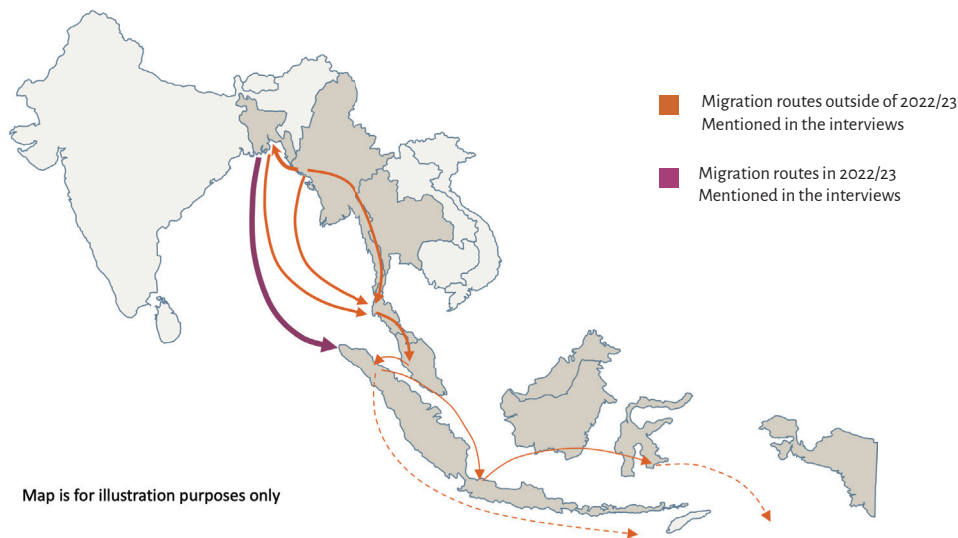 Migration routes outside of 2022/23
Mentioned in the interviews
Migration routes in 2022/23
Mentioned in the interviews
Map is for illustration purposes only